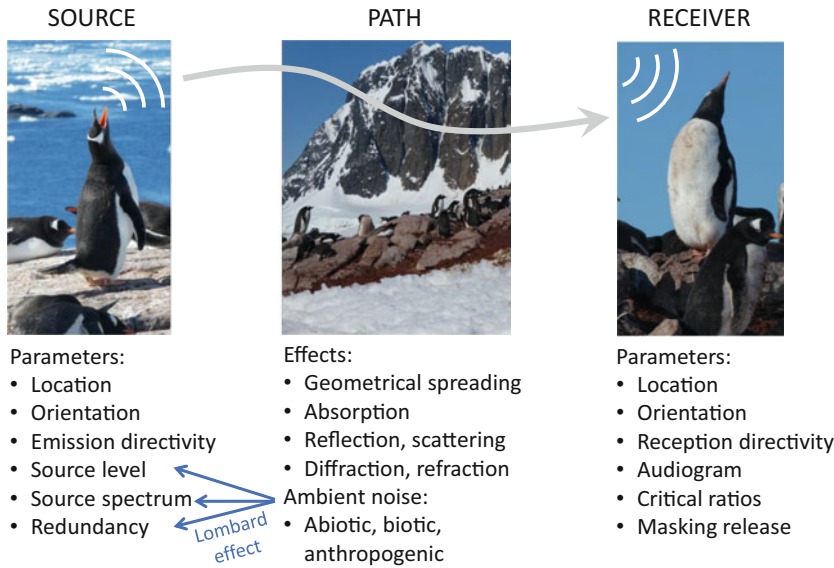 SOURCE
PATH
RECEIVER
Parameters:
• Location
• Orientation
• Emission directivity
• Source level
• Source spectrum
• Redundancy
Lombard
effect
Effects:
• Geometrical spreading
• Absorption
• Reflection, scattering
• Diffraction, refraction
Ambient noise:
• Abiotic, biotic,
anthropogenic
Parameters:
• Location
• Orientation
• Reception directivity
• Audiogram
• Critical ratios
• Masking release